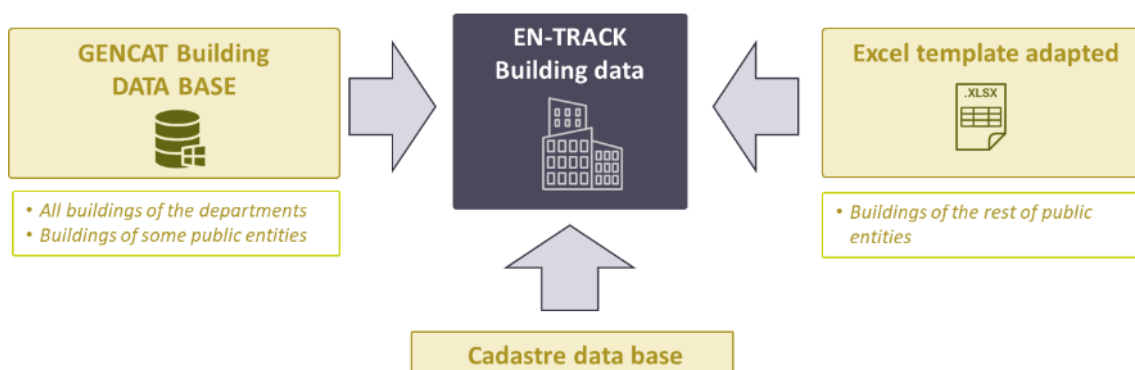 GENCAT Building
DATA BASE
• All buildings of the departments
• Buildings of some public entities
EN-TRACK
Building data
Excel template adapted
.XLSX
• Buildings of the rest of public
entities
Cadastre data base